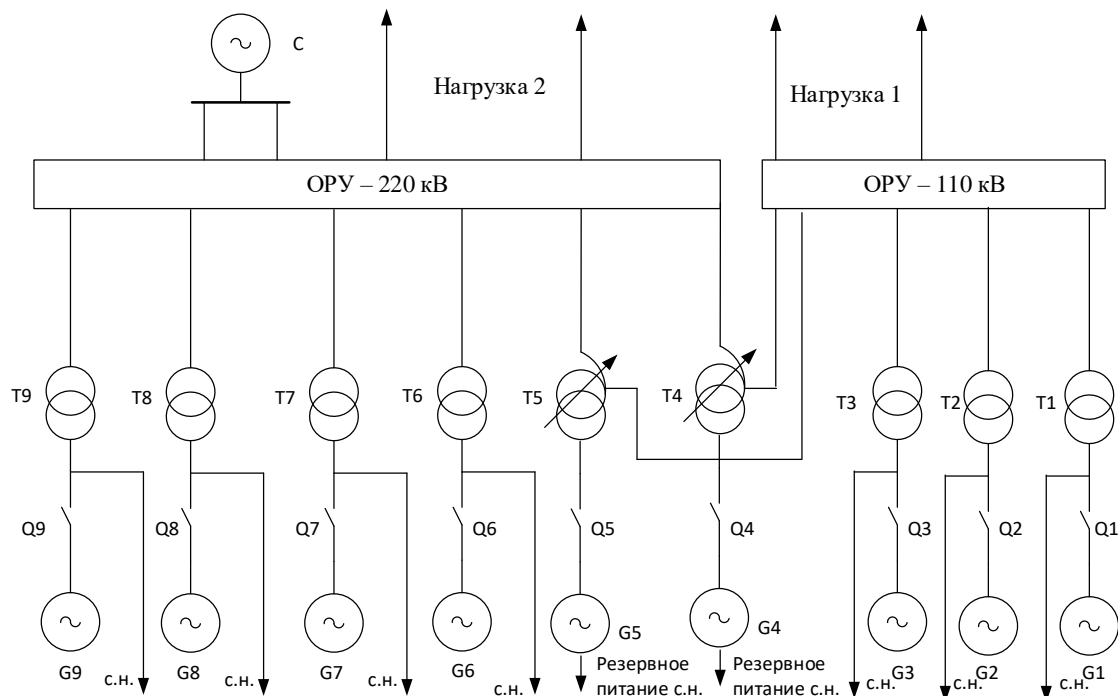 С
Нагрузка 2
Нагрузка 1
ОРУ – 220 кВ
ОРУ – 110 кВ
T9
T8
T7
T6
T5
T4
T3
T2
T1
Q9
Q8
Q7
Q6
Q5
Q4
Q3
Q2
Q1
с.н.
с.н.
с.н.
G9
G8
G7
G6
G5
G4
G3
G2
G1
с.н.
с.н.
с.н.
с.н.
Резервное
питание с.н.
Резервное
питание с.н.